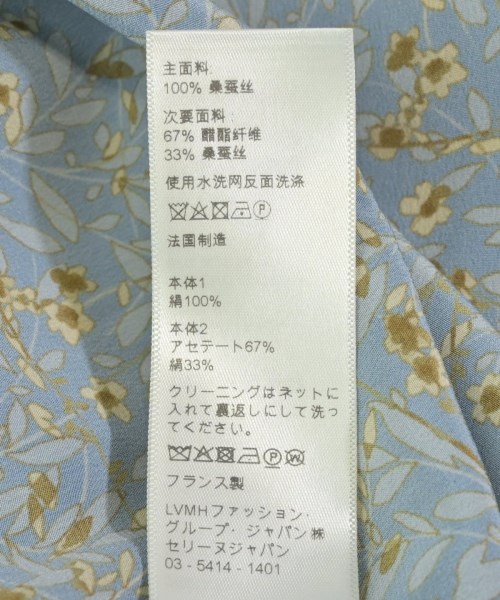 主面料:
100% 桑蚕丝
次要面料:
67% 醋酯纤维
33% 桑蚕丝
使用水洗网反面洗涤
法国制造
本体1
絹100%
本体2
アセテート67%
絹33%
クリーニングはネットに
入れて裏返しにして洗っ
てください。
フランス製
LVMHファッション・
グループ・ジャパン㈱
セリーヌジャパン
03 - 5414 - 1401